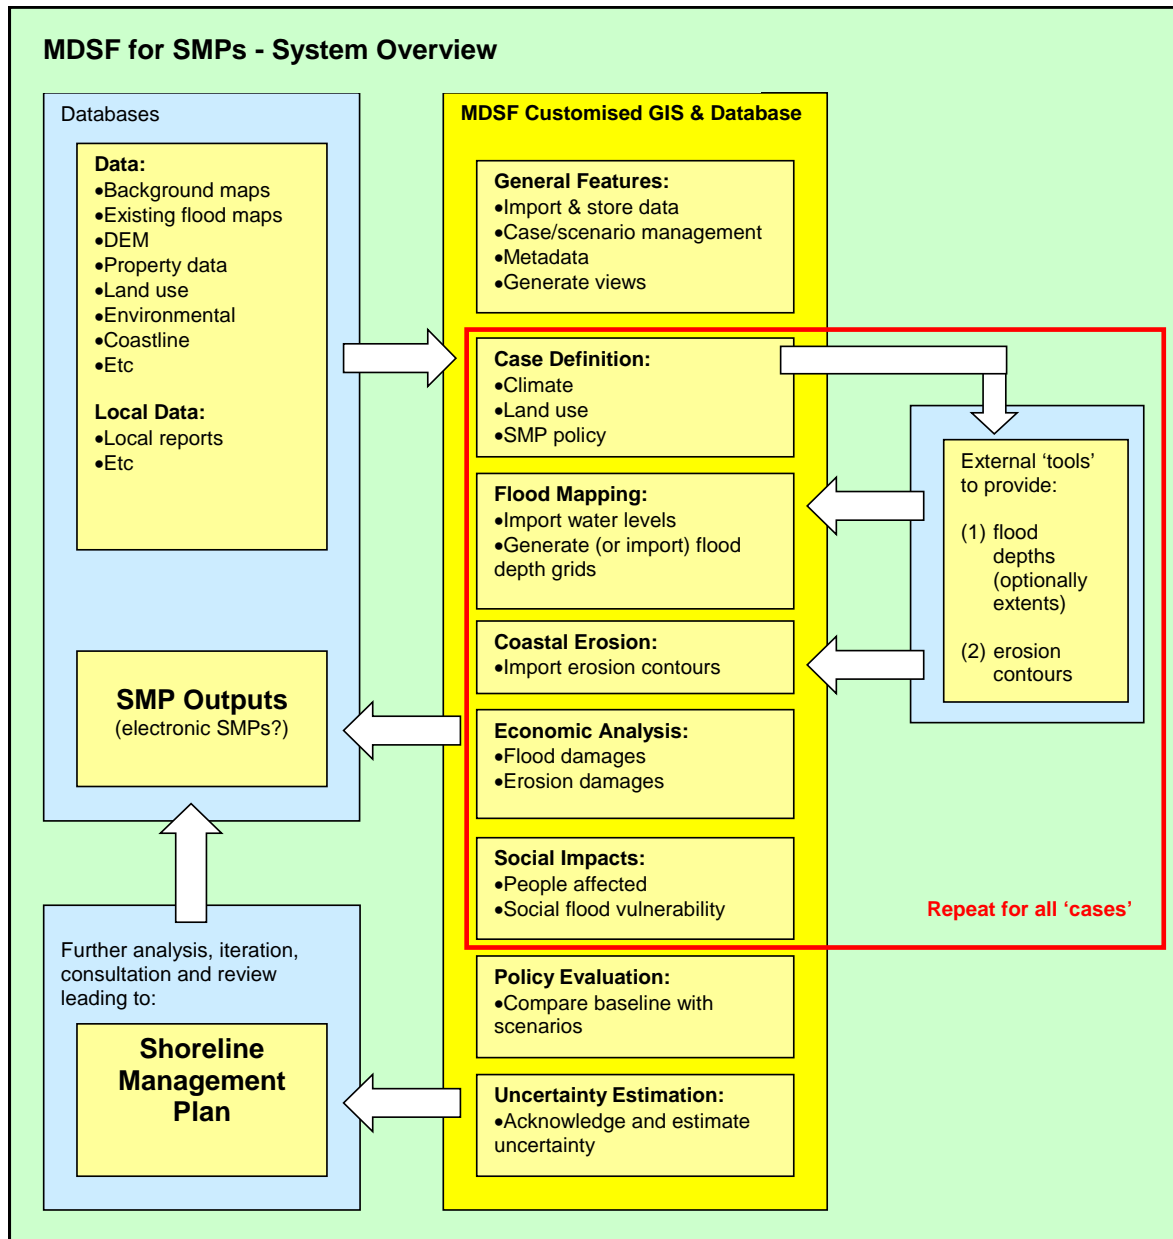 MDSF for SMPs - System Overview
Databases
Data:
•Background maps
•Existing flood maps
•DEM
•Property data
•Land use
•Environmental
•Coastline
•Etc
Local Data:
•Local reports
•Etc
SMP Outputs
(electronic SMPs?)
Further analysis, iteration,
consultation and review
leading to:
Shoreline
Management
Plan
MDSF Customised GIS & Database
General Features:
•Import & store data
•Case/scenario management
•Metadata
•Generate views
Case Definition:
•Climate
•Land use
•SMP policy
Flood Mapping:
•Import water levels
•Generate (or import) flood
depth grids
Coastal Erosion:
•Import erosion contours
Economic Analysis:
•Flood damages
•Erosion damages
Social Impacts:
•People affected
•Social flood vulnerability
Policy Evaluation:
•Compare baseline with
scenarios
Uncertainty Estimation:
•Acknowledge and estimate
uncertainty
External ‘tools’
to provide:
(1) flood
depths
(optionally
extents)
(2) erosion
contours
Repeat for all ‘cases’